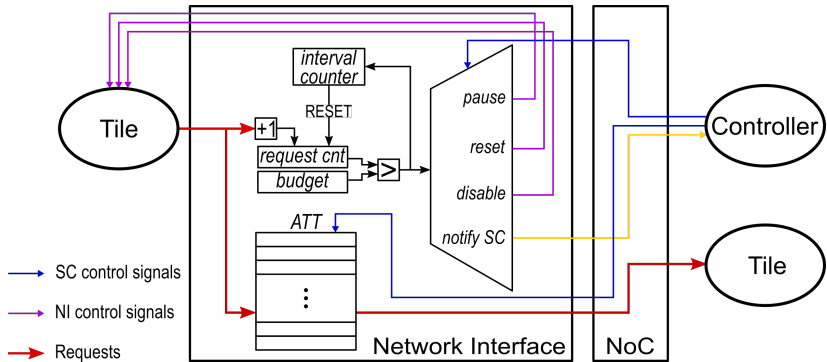 interval
counter
RESET
Tile
+1
request cnt
budget
>
pause
reset
disable
notify SC
Controller
ATT
Tile
SC control signals
NI control signals
Requests
Network Interface
NoC